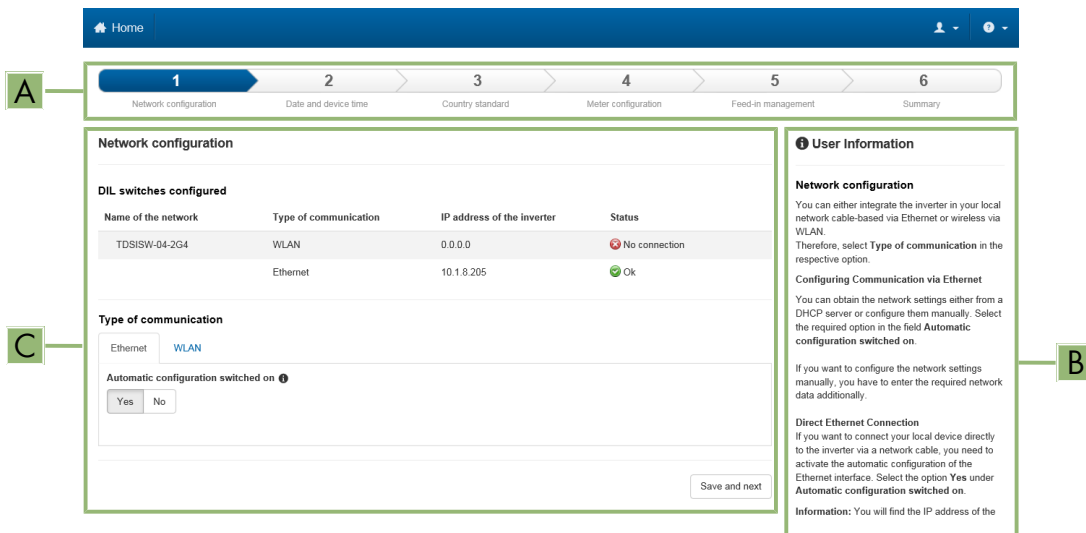 Home
A
1 2 3 4 5 6
Network configuration Date and device time Country standard Meter configuration Feed-in management Summary
Network configuration
DIL switches configured
Name of the network Type of communication IP address of the inverter Status
TDSISW-04-2G4 WLAN 0.0.0.0 No connection
Ethernet 10.1.8.205 Ok
Type of communication
C
Ethernet WLAN
Automatic configuration switched on
Yes No
Save and next
User Information
Network configuration
You can either integrate the inverter in your local
network cable-based via Ethernet or wireless via
WLAN.
Therefore, select Type of communication in the
respective option.
Configuring Communication via Ethernet
You can obtain the network settings either from a
DHCP server or configure them manually. Select
the required option in the field Automatic
configuration switched on.
B
If you want to configure the network settings
manually, you have to enter the required network
data additionally.
Direct Ethernet Connection
If you want to connect your local device directly
to the inverter via a network cable, you need to
activate the automatic configuration of the
Ethernet interface. Select the option Yes under
Automatic configuration switched on.
Information: You will find the IP address of the